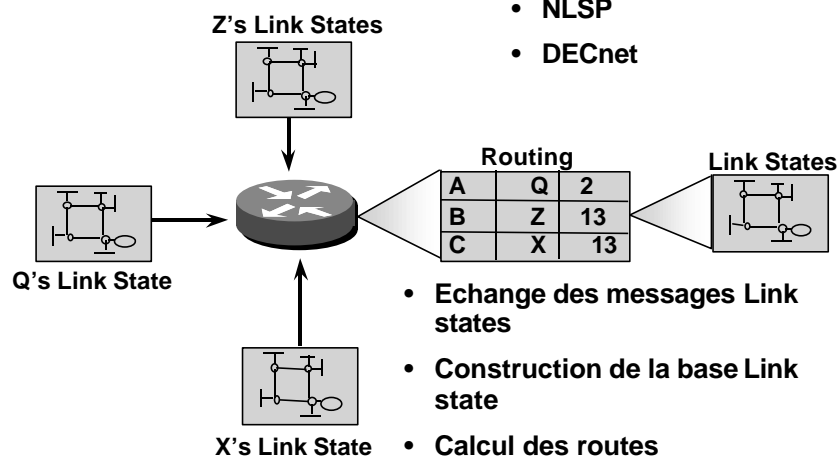 • NLSP
Z's Link States
• DECnet
Routing
Link States
A Q 2
B Z 13
C X 13
Q's Link State
• Echange des messages Link
states
• Construction de la base Link
state
X's Link State
• Calcul des routes